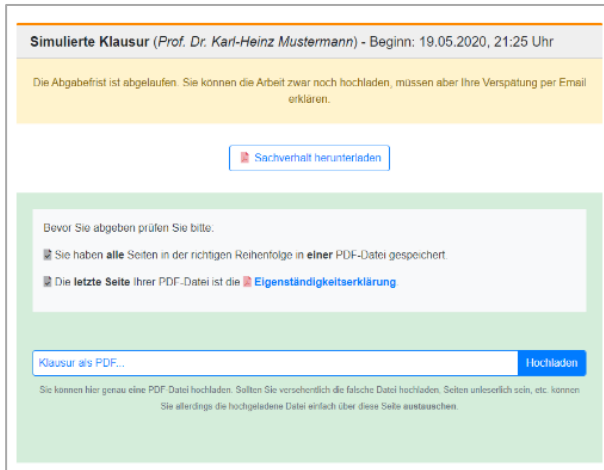 Simulierte Klausur (Prof. Dr. Karl-Heinz Mustermann) - Beginn: 19.05.2020, 21:25 Uhr
Die Abgabefrist ist abgelaufen. Sie können die Arbeit zwar noch hochladen, müssen aber Ihre Verspätung per Email
erklären.
Sachverhalt herunterladen
Bevor Sie abgeben prüfen Sie bitte:
Sie haben alle Seiten in der richtigen Reihenfolge in einer PDF-Datei gespeichert.
Die letzte Seite Ihrer PDF-Datei ist die Eigenständigkeitserklärung.
Klausur als PDF...
Hochladen
Sie können hier genau eine PDF-Datei hochladen. Sollten Sie versehentlich die falsche Datei hochladen, Seiten unleserlich sein, etc. können
Sie allerdings die hochgeladene Datei einfach über diese Seite austauschen.